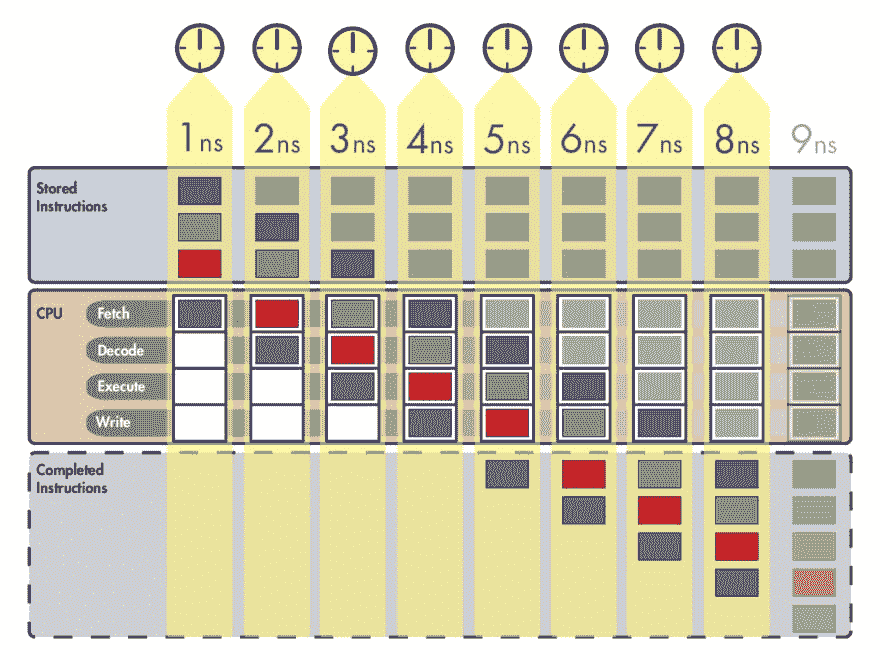 1ns 2ns 3ns 4ns 5ns 6ns 7ns 8ns 9ns
Stored
Instructions
CPU
Fetch
Decode
Execute
Write
Completed
Instructions